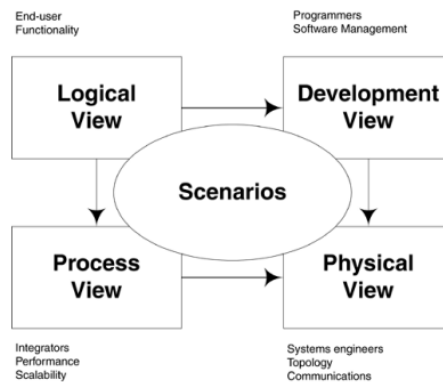 End-user
Functionality
Programmers
Software Management
Logical
View
Development
View
Scenarios
Process
View
Physical
View
Integrators
Performance
Scalability
Systems engineers
Topology
Communications